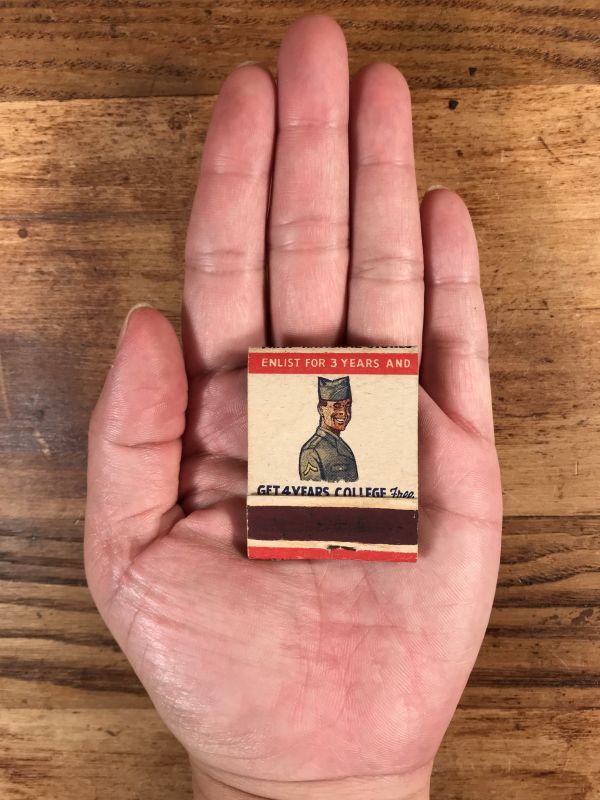 ENLIST FOR 3 YEARS AND
GET 4 YEARS COLLEGE Free